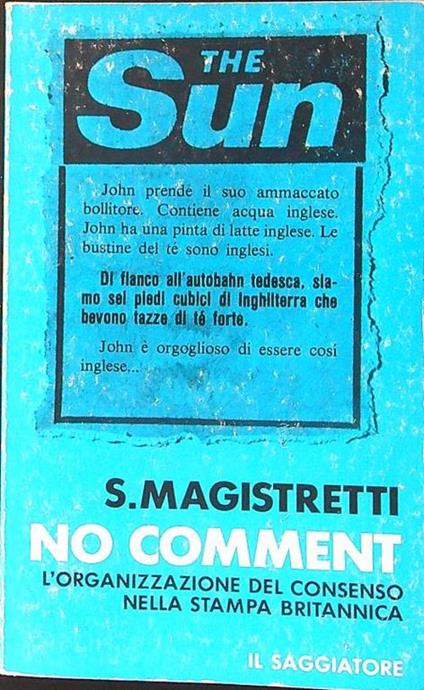 THE
Sun
John prende il suo ammaccato
bollitore. Contiene acqua inglese.
John ha una pinta di latte inglese. Le
bustine del té sono inglesi.
Di fianco all'autobahn tedesca, sia-
mo sei piedi cubici di Inghilterra che
bevono tazze di té forte.
John è orgoglioso di essere cosí
inglese...
S.MAGISTRETTI
NO COMMENT
L'ORGANIZZAZIONE DEL CONSENSO
NELLA STAMPA BRITANNICA
IL SAGGIATORE